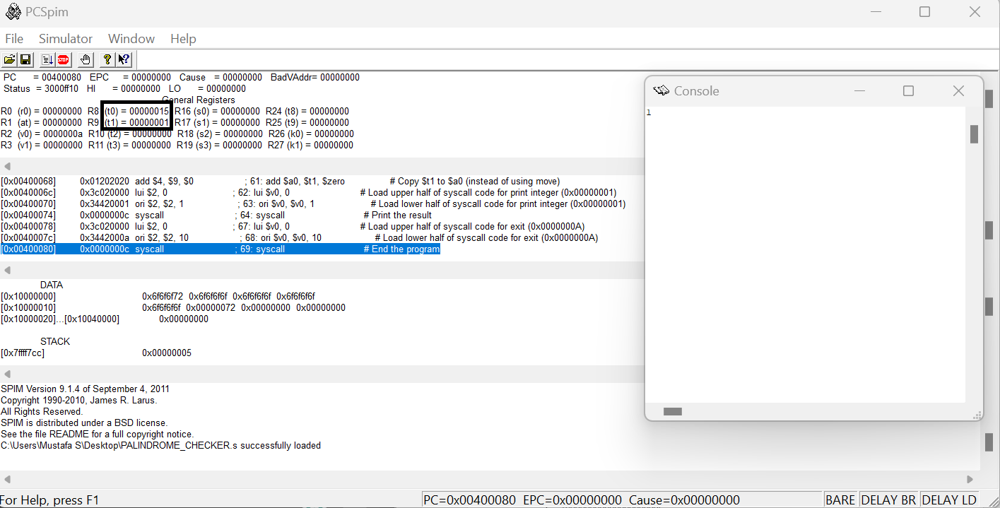 PCSpim
File Simulator Window Help
PC = 00400080 EPC = 00000000 Cause = 00000000 BadVAddr= 00000000
Status = 3000ff10 HI = 00000000 LO = 00000000
General Registers
R0 (r0) = 00000000 R8 (t0) = 00000015 R16 (s0) = 00000000 R24 (t8) = 00000000
R1 (at) = 00000000 R9 (t1) = 00000001 R17 (s1) = 00000000 R25 (t9) = 00000000
R2 (v0) = 0000000a R10 (t2) = 00000000 R18 (s2) = 00000000 R26 (k0) = 00000000
R3 (v1) = 00000000 R11 (t3) = 00000000 R19 (s3) = 00000000 R27 (k1) = 00000000
[0x00400068] 0x01202020 add $4, $9, $0 ; 61: add $a0, $t1, $zero # Copy $t1 to $a0 (instead of using move)
[0x0040006c] 0x3c020000 lui $2, 0 ; 62: lui $v0, 0 # Load upper half of syscall code for print integer (0x00000001)
[0x00400070] 0x34420001 ori $2, $2, 1 ; 63: ori $v0, $v0, 1 # Load lower half of syscall code for print integer (0x00000001)
[0x00400074] 0x0000000c syscall ; 64: syscall # Print the result
[0x00400078] 0x3c020000 lui $2, 0 ; 67: lui $v0, 0 # Load upper half of syscall code for exit (0x0000000A)
[0x0040007c] 0x3442000a ori $2, $2, 10 ; 68: ori $v0, $v0, 10 # Load lower half of syscall code for exit (0x0000000A)
[0x00400080] 0x0000000c syscall ; 69: syscall # End the program
DATA
[0x10000000] 0x6f6f6f72 0x6f6f6f6f 0x6f6f6f6f 0x6f6f6f6f
[0x10000010] 0x6f6f6f6f 0x00000072 0x00000000 0x00000000
[0x10000020]...[0x10040000] 0x00000000
STACK
[0x7ffff7cc] 0x00000005
SPIM Version 9.1.4 of September 4, 2011
Copyright 1990-2010, James R. Larus.
All Rights Reserved.
SPIM is distributed under a BSD license.
See the file README for a full copyright notice.
C:\Users\Mustafa S\Desktop\PALINDROME_CHECKER.s successfully loaded
Console
1
For Help, press F1
PC=0x00400080 EPC=0x00000000 Cause=0x00000000
BARE DELAY BR DELAY LD